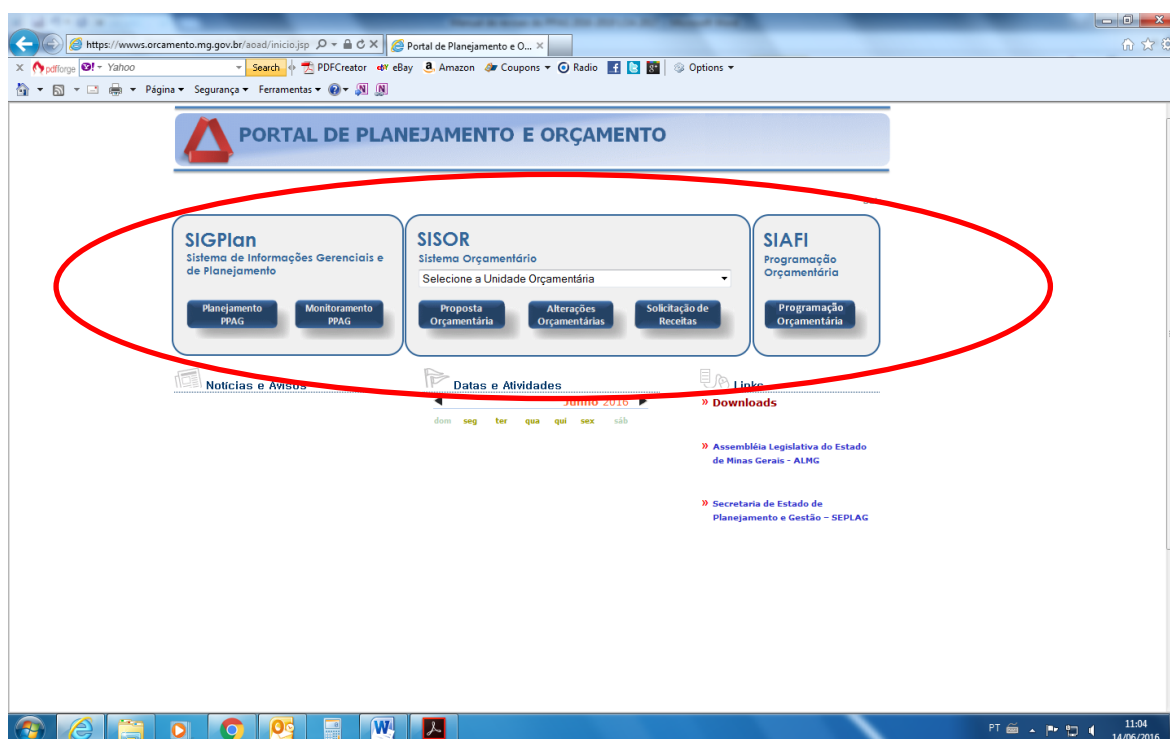 https://wwws.orcamento.mg.gov.br/aoad/inicio.jsp
Portal de Planejamento e O...
pdfforge
Yahoo
Search
PDFCreator
eBay
Amazon
Coupons
Radio
Options
Página
Segurança
Ferramentas
PORTAL DE PLANEJAMENTO E ORÇAMENTO
SIGPlan
Sistema de Informações Gerenciais e
de Planejamento
Planejamento
PPAG
Monitoramento
PPAG
SISOR
Sistema Orçamentário
Selecione a Unidade Orçamentária
Proposta
Orçamentária
Alterações
Orçamentárias
Solicitação de
Receitas
SIAFI
Programação
Orçamentária
Programação
Orçamentária
Notícias e Avisos
Datas e Atividades
Junho 2016
dom seg ter qua qui sex sáb
Links
» Downloads
» Assembléia Legislativa do Estado
de Minas Gerais - ALMG
» Secretaria de Estado de
Planejamento e Gestão – SEPLAG
PT
11:04
14/06/2016